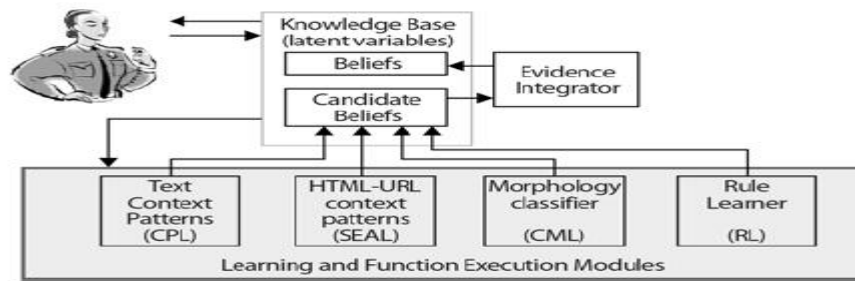 Knowledge Base
(latent variables)
Beliefs
Candidate
Beliefs
Evidence
Integrator
Text
Context
Patterns
(CPL)
HTML-URL
context
patterns
(SEAL)
Morphology
classifier
(CML)
Rule
Learner
(RL)
Learning and Function Execution Modules